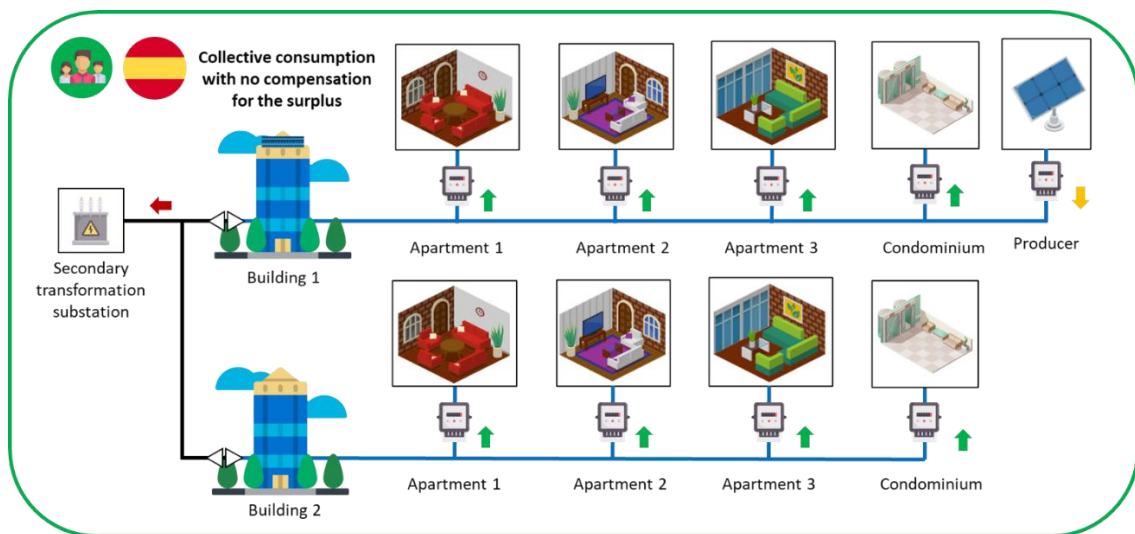 Collective consumption
with no compensation
for the surplus
Apartment 1
Apartment 2
Apartment 3
Condominium
Producer
Secondary
transformation
substation
Building 1
Apartment 1
Apartment 2
Apartment 3
Condominium
Building 2